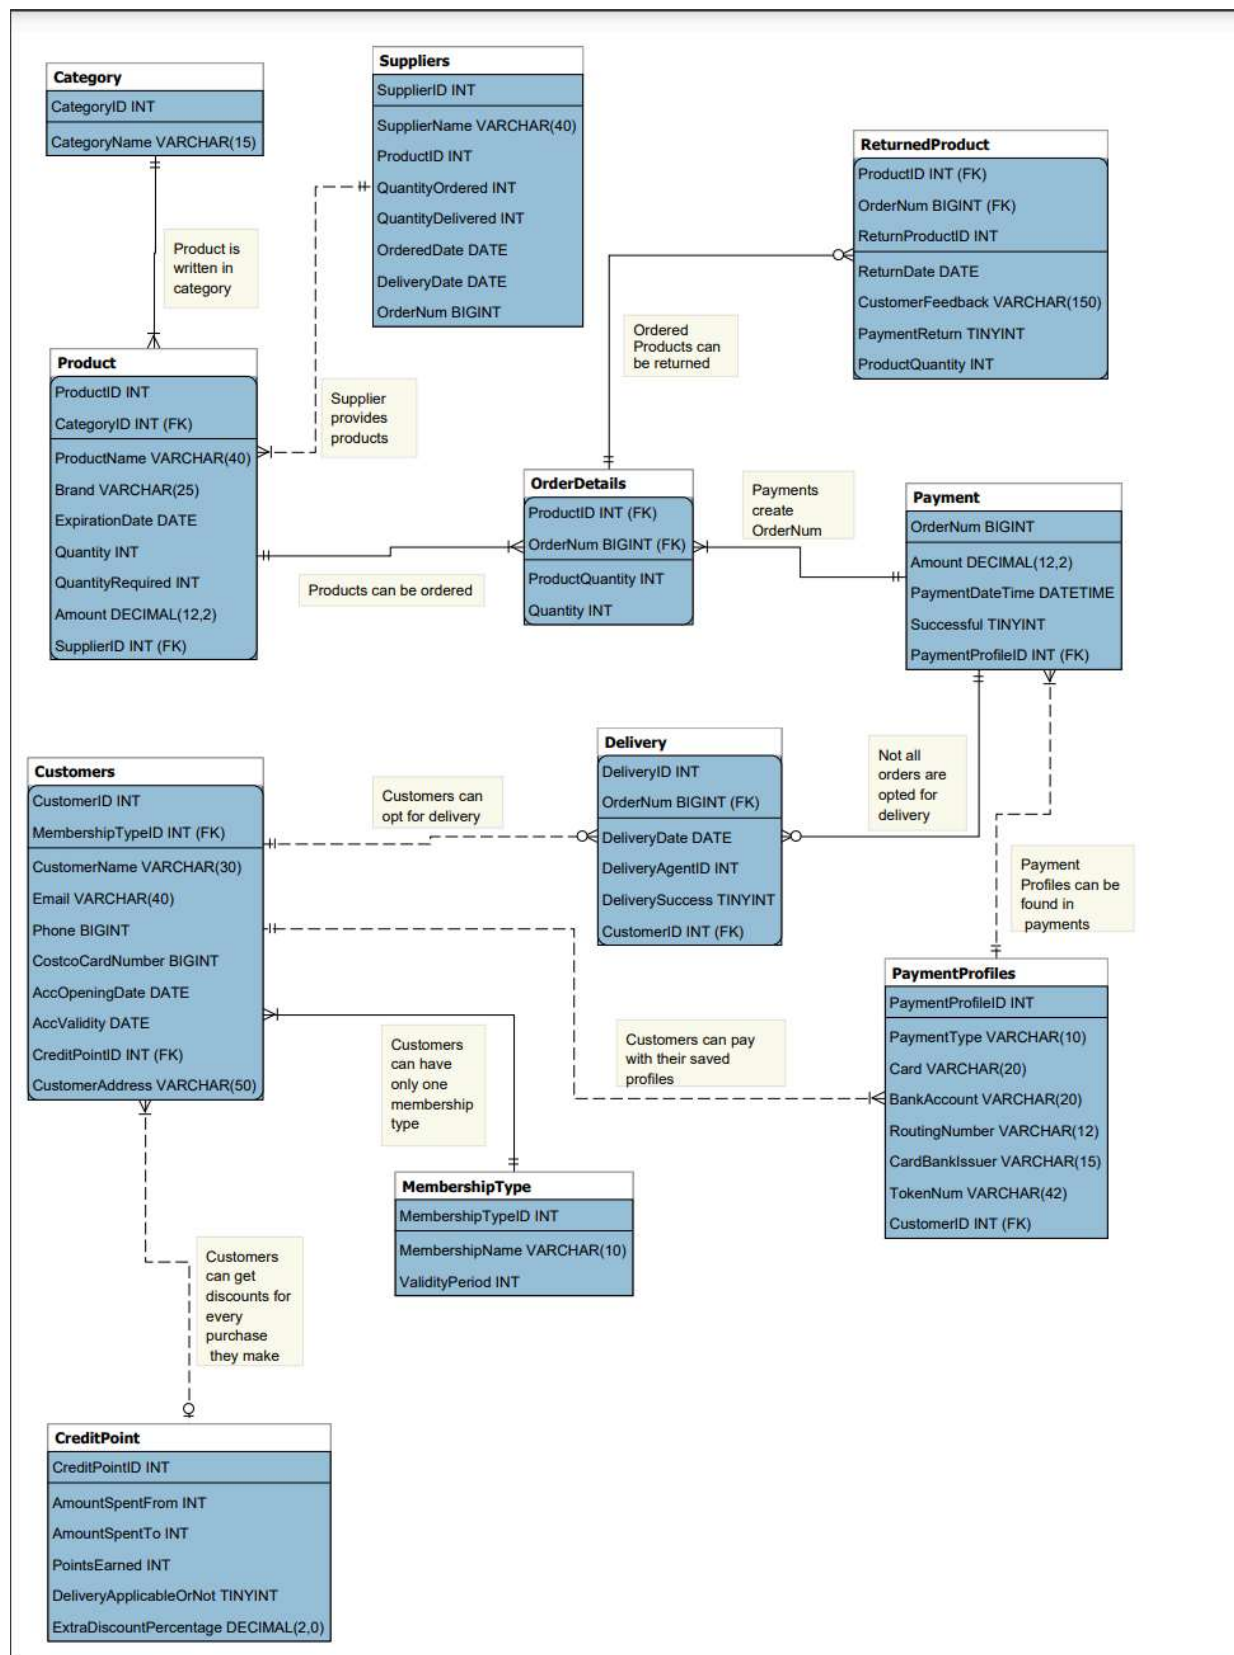 Category
CategoryID INT
CategoryName VARCHAR(15)
Suppliers
SupplierID INT
SupplierName VARCHAR(40)
ProductID INT
QuantityOrdered INT
QuantityDelivered INT
OrderedDate DATE
DeliveryDate DATE
OrderNum BIGINT
ReturnedProduct
ProductID INT (FK)
OrderNum BIGINT (FK)
ReturnProductID INT
ReturnDate DATE
CustomerFeedback VARCHAR(150)
PaymentReturn TINYINT
ProductQuantity INT
Product is
written in
category
Ordered
Products can
be returned
Supplier
provides
products
Product
ProductID INT
CategoryID INT (FK)
ProductName VARCHAR(40)
Brand VARCHAR(25)
ExpirationDate DATE
Quantity INT
QuantityRequired INT
Amount DECIMAL(12,2)
SupplierID INT (FK)
Products can be ordered
OrderDetails
ProductID INT (FK)
OrderNum BIGINT (FK)
ProductQuantity INT
Quantity INT
Payments
create
OrderNum
Payment
OrderNum BIGINT
Amount DECIMAL(12,2)
PaymentDateTime DATETIME
Successful TINYINT
PaymentProfileID INT (FK)
Customers
CustomerID INT
MembershipTypeID INT (FK)
CustomerName VARCHAR(30)
Email VARCHAR(40)
Phone BIGINT
CostcoCardNumber BIGINT
AccOpeningDate DATE
AccValidity DATE
CreditPointID INT (FK)
CustomerAddress VARCHAR(50)
Customers can
opt for delivery
Delivery
DeliveryID INT
OrderNum BIGINT (FK)
DeliveryDate DATE
DeliveryAgentID INT
DeliverySuccess TINYINT
CustomerID INT (FK)
Not all
orders are
opted for
delivery
Payment
Profiles can be
found in
payments
Customers
can have
only one
membership
type
Customers can pay
with their saved
profiles
PaymentProfiles
PaymentProfileID INT
PaymentType VARCHAR(10)
Card VARCHAR(20)
BankAccount VARCHAR(20)
RoutingNumber VARCHAR(12)
CardBankIssuer VARCHAR(15)
TokenNum VARCHAR(42)
CustomerID INT (FK)
MembershipType
MembershipTypeID INT
MembershipName VARCHAR(10)
ValidityPeriod INT
Customers
can get
discounts for
every
purchase
they make
CreditPoint
CreditPointID INT
AmountSpentFrom INT
AmountSpentTo INT
PointsEarned INT
DeliveryApplicableOrNot TINYINT
ExtraDiscountPercentage DECIMAL(2,0)